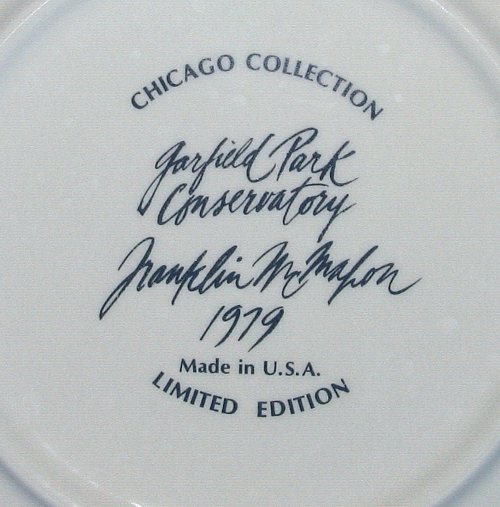 CHICAGO COLLECTION
Garfield Park
Conservatory
Franklin McMahon
1979
Made in U.S.A.
LIMITED EDITION